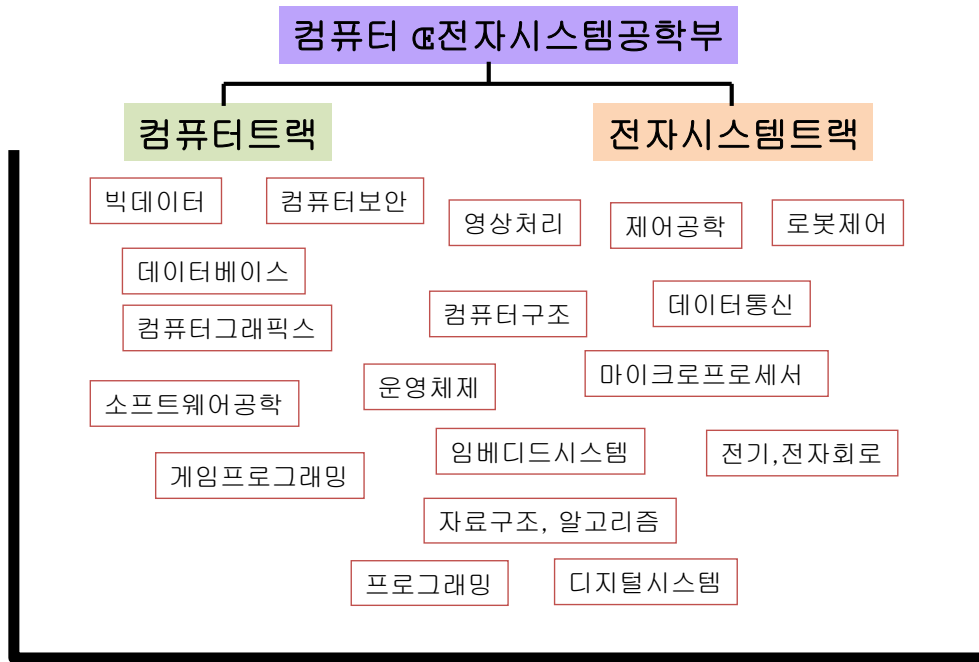 컴퓨터 Œ전자시스템공학부
컴퓨터트랙
전자시스템트랙
빅데이터
컴퓨터보안
영상처리
제어공학
로봇제어
데이터베이스
컴퓨터그래픽스
컴퓨터구조
데이터통신
운영체제
마이크로프로세서
소프트웨어공학
임베디드시스템
전기,전자회로
게임프로그래밍
자료구조, 알고리즘
프로그래밍
디지털시스템